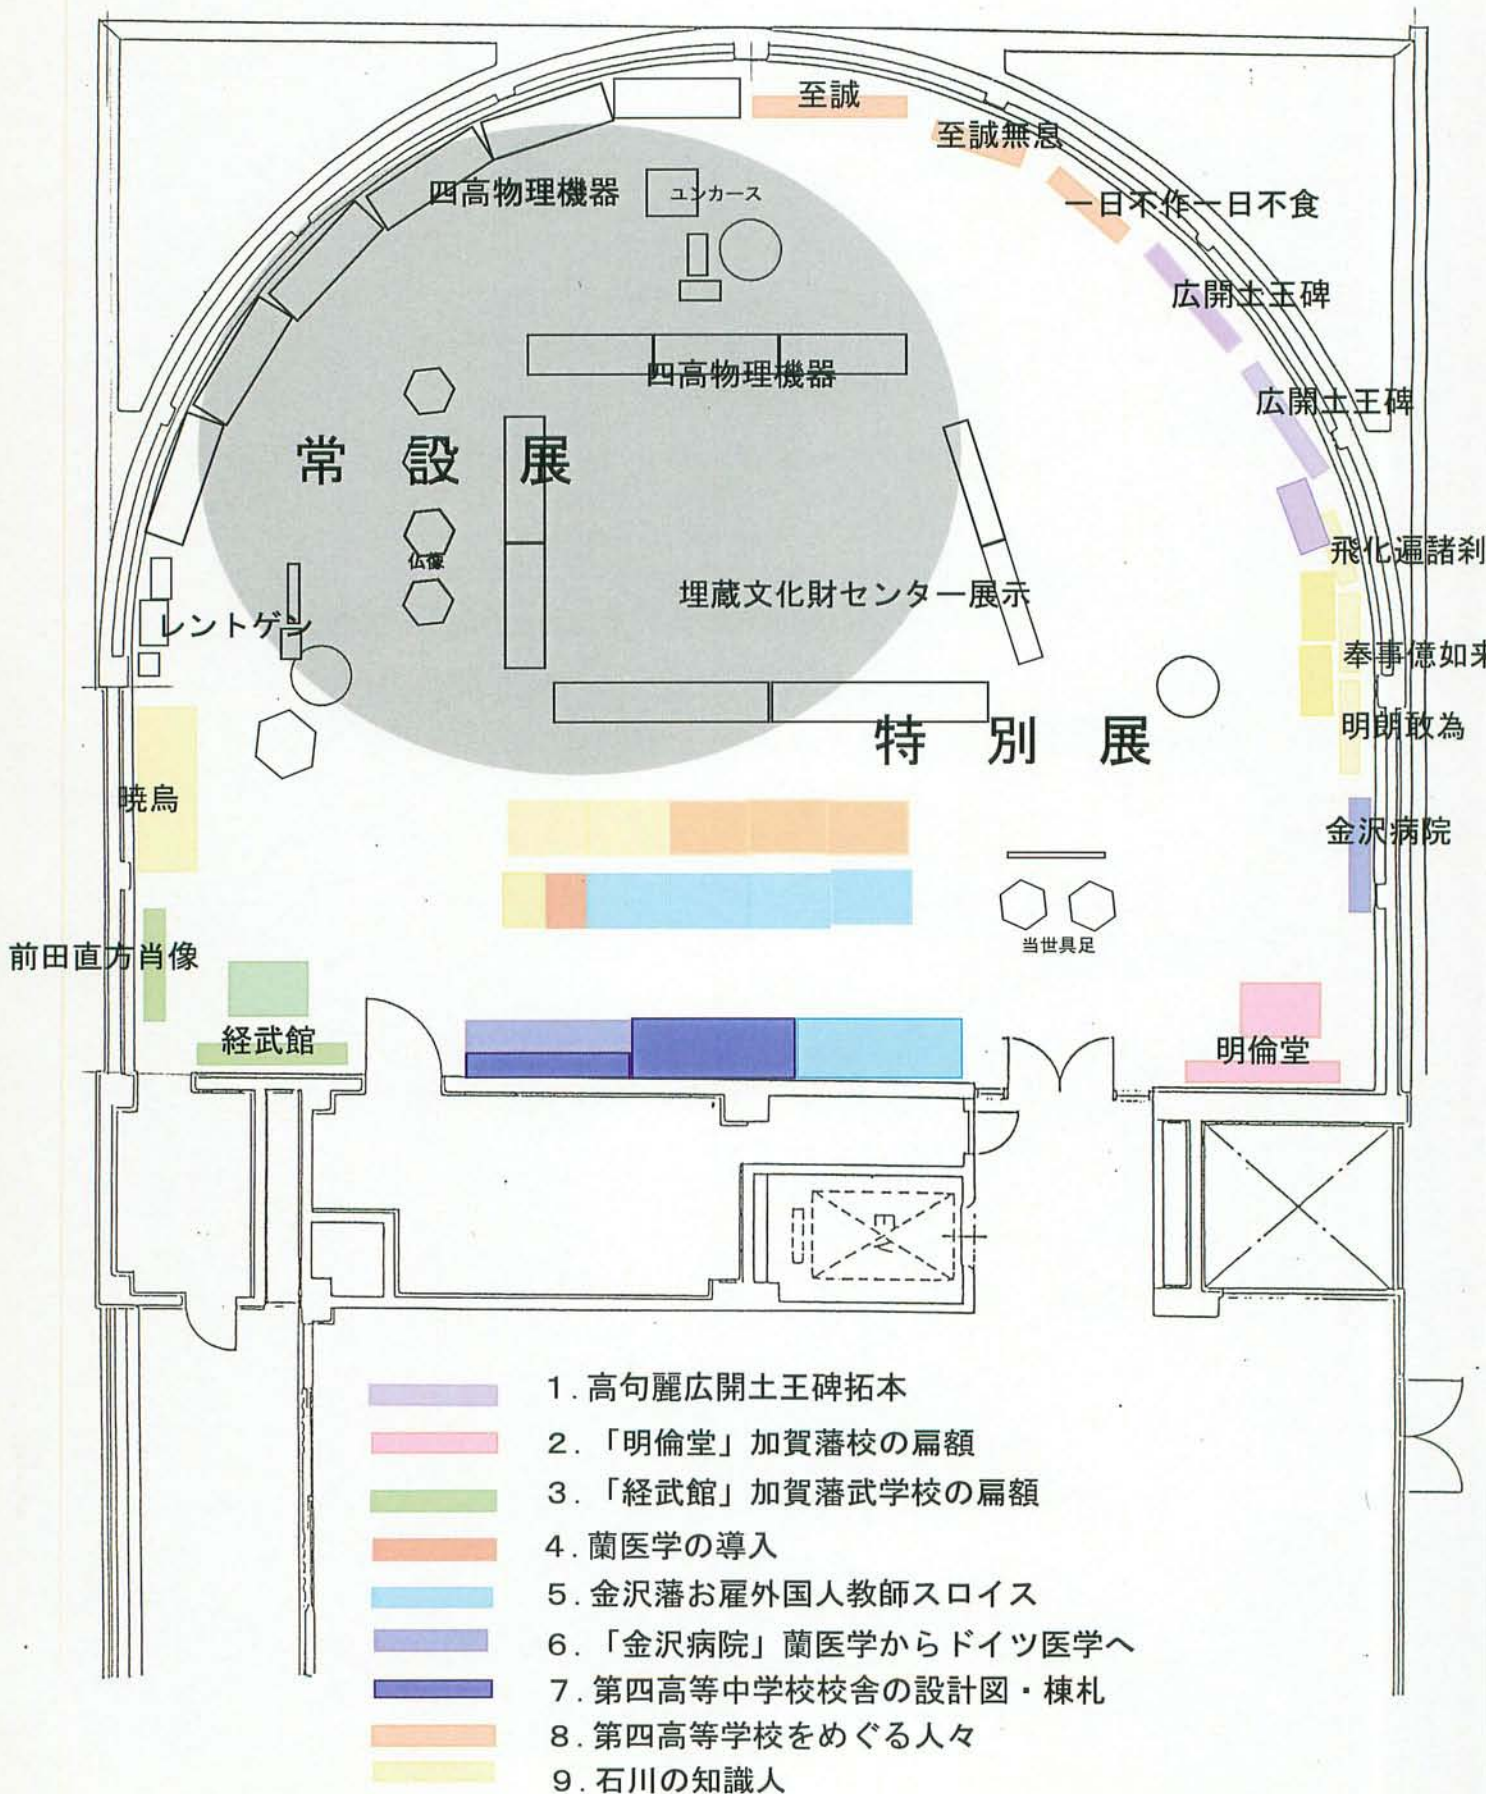 至誠
至誠無息
四高物理機器
ユンカース
一日不作一日不食
広開土王碑
四高物理機器
広開土王碑
常設展
飛化遍諸刹
仏像
埋蔵文化財センター展示
レントゲン
奉事億如来
特別展
明朗敢為
暁烏
金沢病院
前田直方肖像
当世具足
経武館
明倫堂
1.高句麗広開土王碑拓本
2.「明倫堂」加賀藩校の扁額
3.「経武館」加賀藩武学校の扁額
4.蘭医学の導入
5.金沢藩お雇外国人教師スロイス
6.「金沢病院」蘭医学からドイツ医学へ
7.第四高等中学校校舎の設計図・棟札
8.第四高等学校をめぐる人々
9.石川の知識人